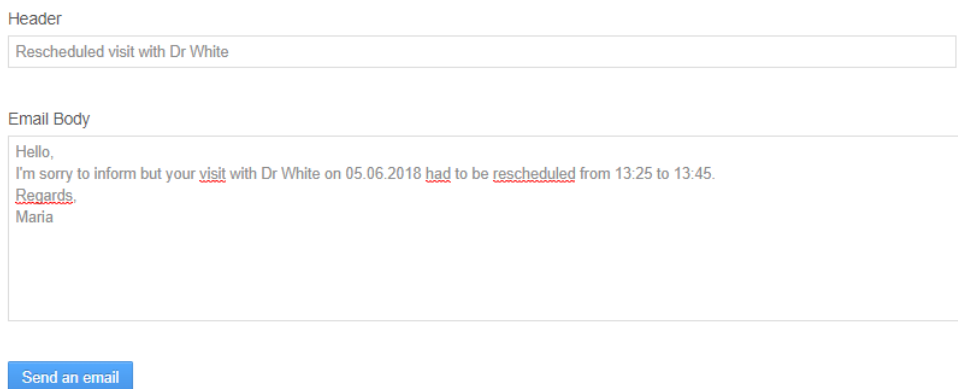 Header
Rescheduled visit with Dr White
Email Body
Hello,
I'm sorry to inform but your visit with Dr White on 05.06.2018 had to be rescheduled from 13:25 to 13:45.
Regards,
Maria
Send an email